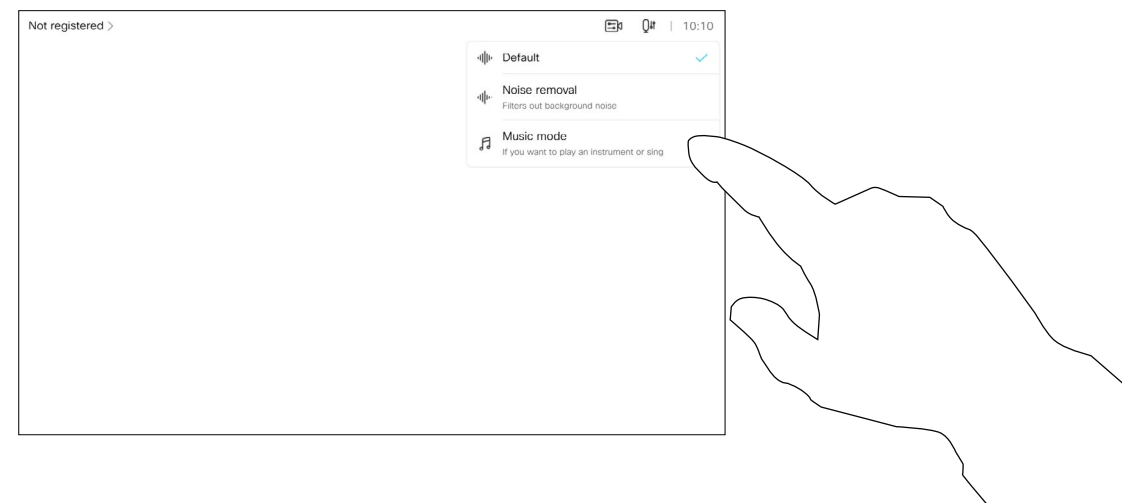 Not registered >
10:10
Default
Noise removal
Filters out background noise
Music mode
If you want to play an instrument or sing